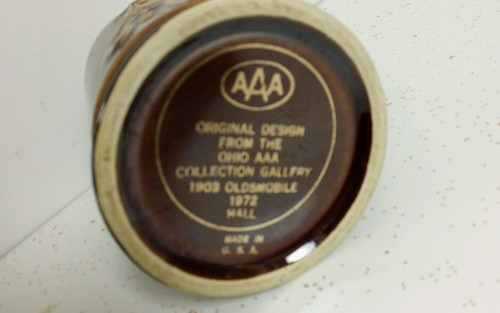 AAA
ORIGINAL DESIGN
FROM THE
OHIO AAA
COLLECTION GALLERY
1903 OLDSMOBILE
1972
HALL
MADE IN
U. S. A.